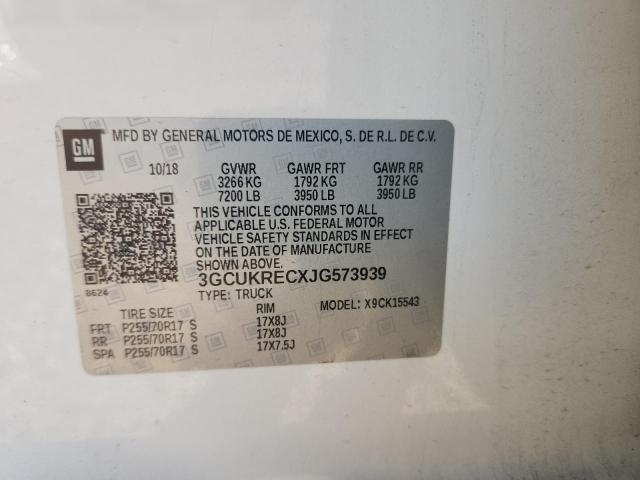 GM
MFD BY GENERAL MOTORS DE MEXICO, S. DE R.L. DE C.V.
10/18 GVWR GAWR FRT GAWR RR
3266 KG 1792 KG 1792 KG
7200 LB 3950 LB 3950 LB
THIS VEHICLE CONFORMS TO ALL
APPLICABLE U.S. FEDERAL MOTOR
VEHICLE SAFETY STANDARDS IN EFFECT
ON THE DATE OF MANUFACTURE
SHOWN ABOVE.
8624 3GCUKRECXJG573939
TYPE: TRUCK
TIRE SIZE RIM MODEL: X9CK15543
FRT P255/70R17 S 17X8J
RR P255/70R17 S 17X8J
SPA P255/70R17 S 17X7.5J